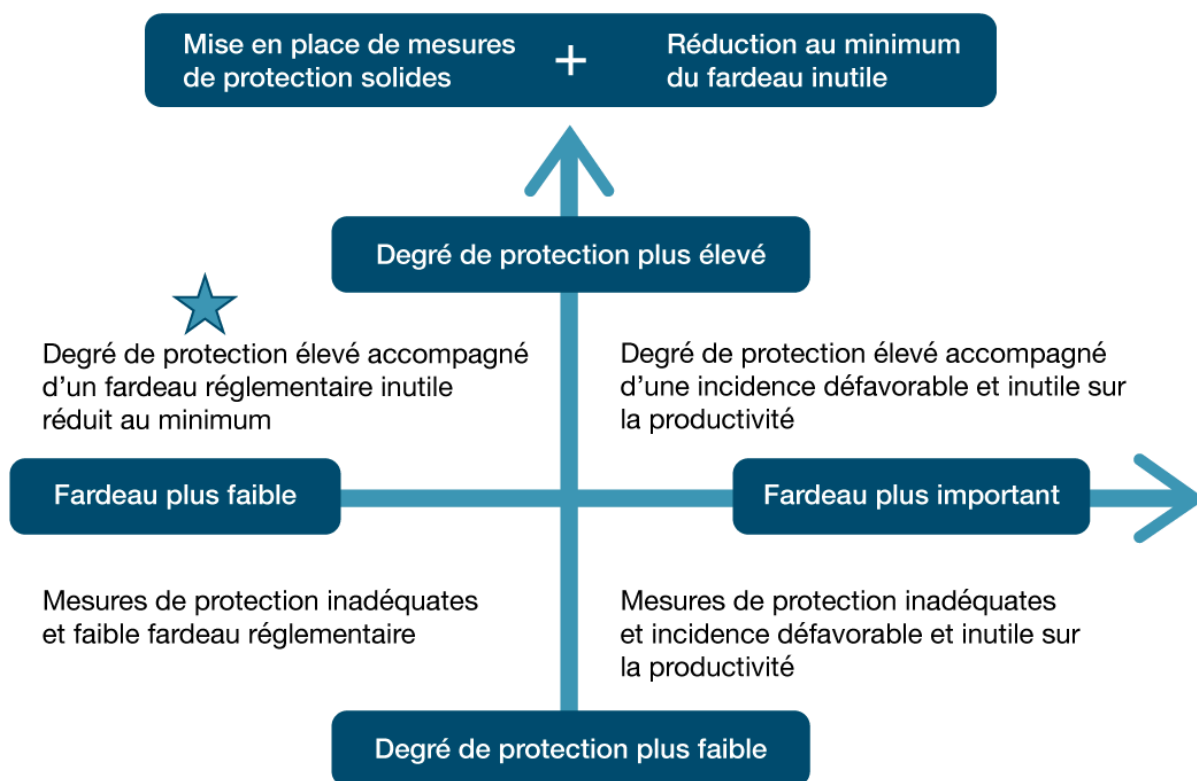 Mise en place de mesures
de protection solides
+
Réduction au minimum
du fardeau inutile
Degré de protection plus élevé
Degré de protection élevé accompagné
d’un fardeau réglementaire inutile
réduit au minimum
Degré de protection élevé accompagné
d’une incidence défavorable et inutile sur
la productivité
Fardeau plus faible
Fardeau plus important
Mesures de protection inadéquates
et faible fardeau réglementaire
Mesures de protection inadéquates
et incidence défavorable et inutile sur
la productivité
Degré de protection plus faible